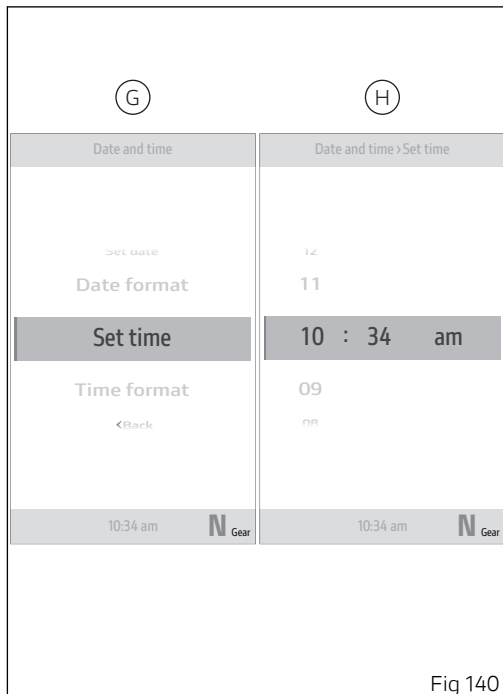 G
H
Date and time
Date and time › Set time
Set date
Date format
Set time
Time format
‹Back
12
11
10 : 34 am
09
08
10:34 am N Gear
10:34 am N Gear
Fig 140